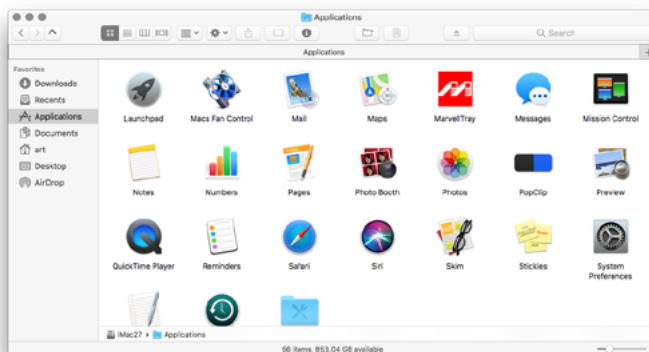 Applications
Search
Applications
Favorites
Downloads
Recents
Applications
Documents
art
Desktop
AirDrop
Launchpad
Macs Fan Control
Mail
Maps
MarvellTray
Messages
Mission Control
Notes
Numbers
Pages
Photo Booth
Photos
PopClip
Preview
QuickTime Player
Reminders
Safari
Siri
Skim
Stickies
System
Preferences
iMac27 › Applications
56 items, 853.04 GB available